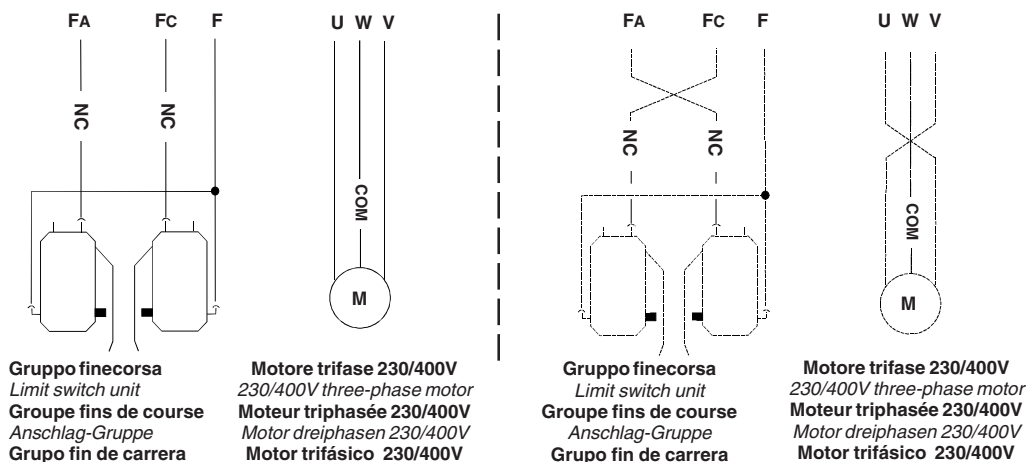 FA FC F U W V
NC NC
COM
M
Gruppo finecorsa
Limit switch unit
Groupe fins de course
Anschlag-Gruppe
Grupo fin de carrera
Motore trifase 230/400V
230/400V three-phase motor
Moteur triphasée 230/400V
Motor dreiphasen 230/400V
Motor trifásico 230/400V
FA FC F U W V
NC NC
COM
M
Gruppo finecorsa
Limit switch unit
Groupe fins de course
Anschlag-Gruppe
Grupo fin de carrera
Motore trifase 230/400V
230/400V three-phase motor
Moteur triphasée 230/400V
Motor dreiphasen 230/400V
Motor trifásico 230/400V